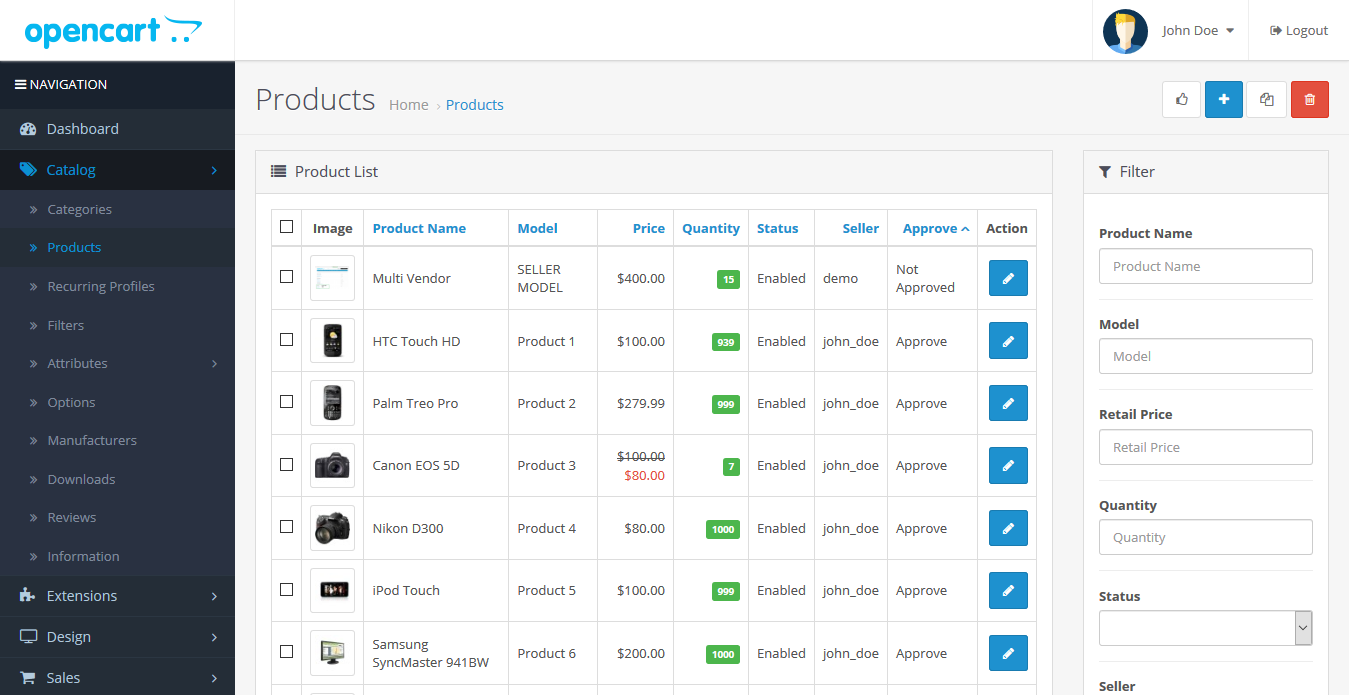 opencart
John Doe
Logout
NAVIGATION
Dashboard
Catalog
Categories
Products
Recurring Profiles
Filters
Attributes
Options
Manufacturers
Downloads
Reviews
Information
Extensions
Design
Sales
Products Home › Products
Product List
Image Product Name Model Price Quantity Status Seller Approve Action
Multi Vendor SELLER MODEL $400.00 15 Enabled demo Not Approved
HTC Touch HD Product 1 $100.00 939 Enabled john_doe Approve
Palm Treo Pro Product 2 $279.99 999 Enabled john_doe Approve
Canon EOS 5D Product 3 $100.00 $80.00 7 Enabled john_doe Approve
Nikon D300 Product 4 $80.00 1000 Enabled john_doe Approve
iPod Touch Product 5 $100.00 999 Enabled john_doe Approve
Samsung SyncMaster 941BW Product 6 $200.00 1000 Enabled john_doe Approve
Filter
Product Name
Product Name
Model
Model
Retail Price
Retail Price
Quantity
Quantity
Status
Seller